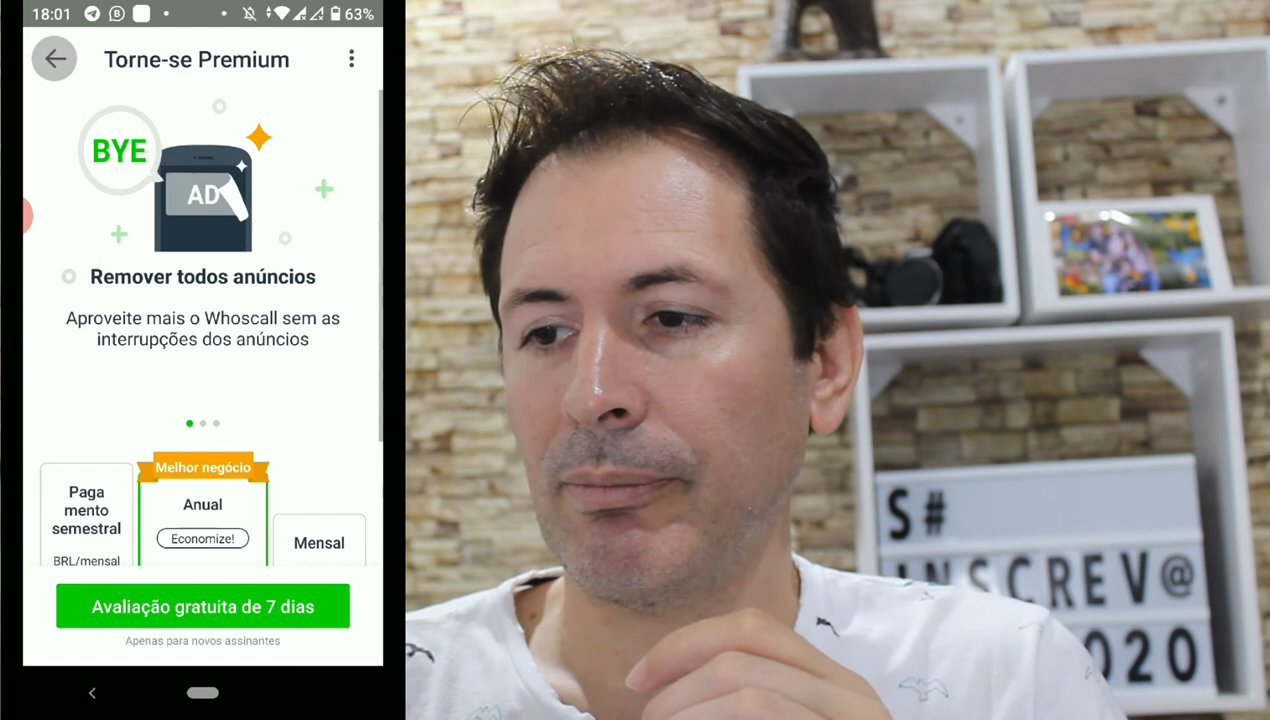 18:01
63%
Torne-se Premium
BYE
AD
Remover todos anúncios
Aproveite mais o Whoscall sem as
interrupções dos anúncios
Melhor negócio
Paga
mento
semestral
BRL/mensal
Anual
Economize!
Mensal
Avaliação gratuita de 7 dias
Apenas para novos assinantes
S#
INSCREV@
2020